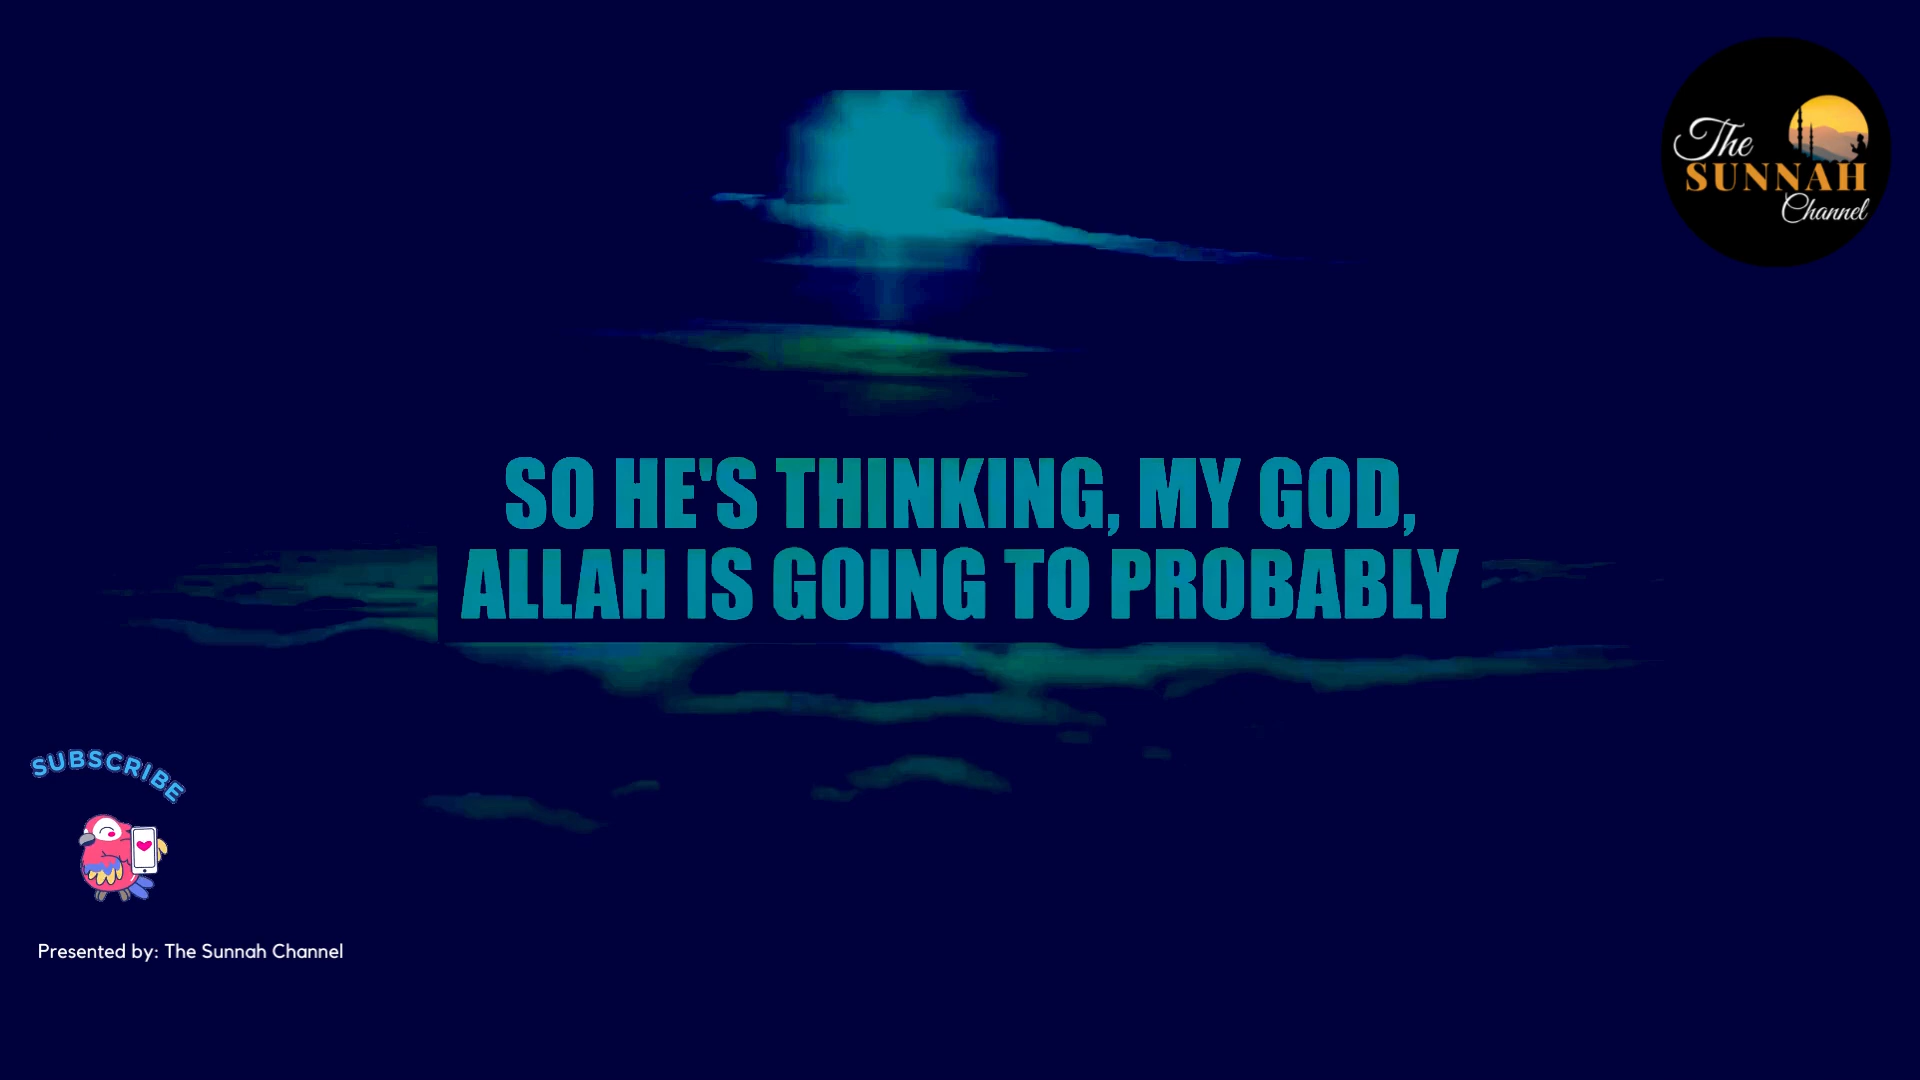 The
SUNNAH
Channel
SO HE'S THINKING, MY GOD,
ALLAH IS GOING TO PROBABLY
SUBSCRIBE
Presented by: The Sunnah Channel